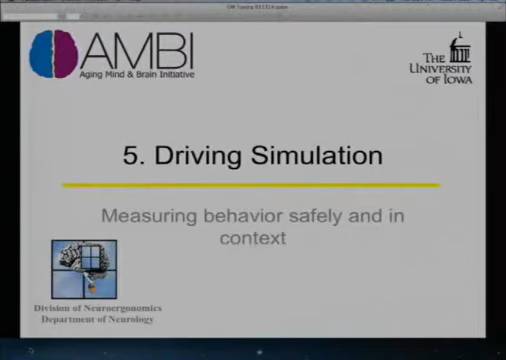 AMBI
Aging Mind & Brain Initiative
THE
UNIVERSITY
OF IOWA
5. Driving Simulation
Measuring behavior safely and in
context
Division of Neuroergonomics
Department of Neurology